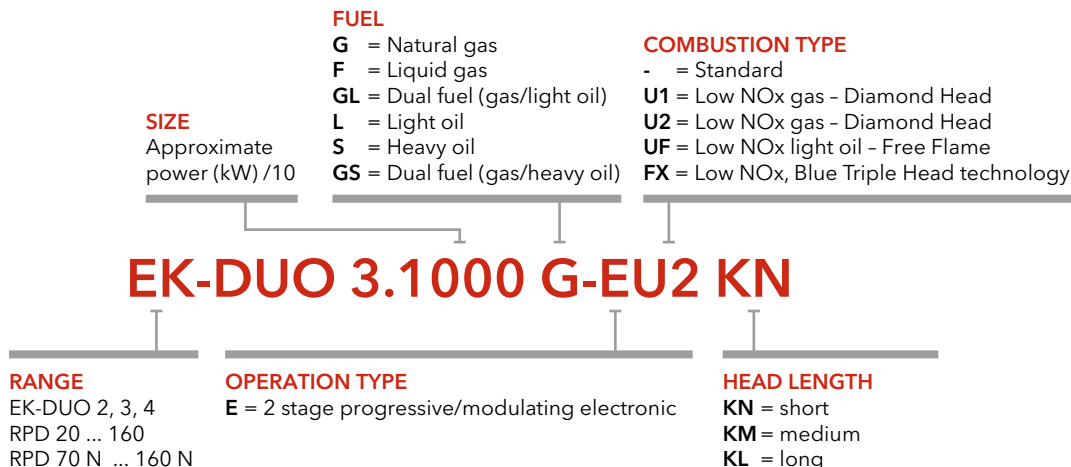 FUEL
G = Natural gas
F = Liquid gas
GL = Dual fuel (gas/light oil)
L = Light oil
S = Heavy oil
GS = Dual fuel (gas/heavy oil)
COMBUSTION TYPE
- = Standard
U1 = Low NOx gas – Diamond Head
U2 = Low NOx gas – Diamond Head
UF = Low NOx light oil – Free Flame
FX = Low NOx, Blue Triple Head technology
SIZE
Approximate
power (kW) /10
EK-DUO 3.1000 G-EU2 KN
RANGE
EK-DUO 2, 3, 4
RPD 20 ... 160
RPD 70 N ... 160 N
OPERATION TYPE
E = 2 stage progressive/modulating electronic
HEAD LENGTH
KN = short
KM = medium
KL = long